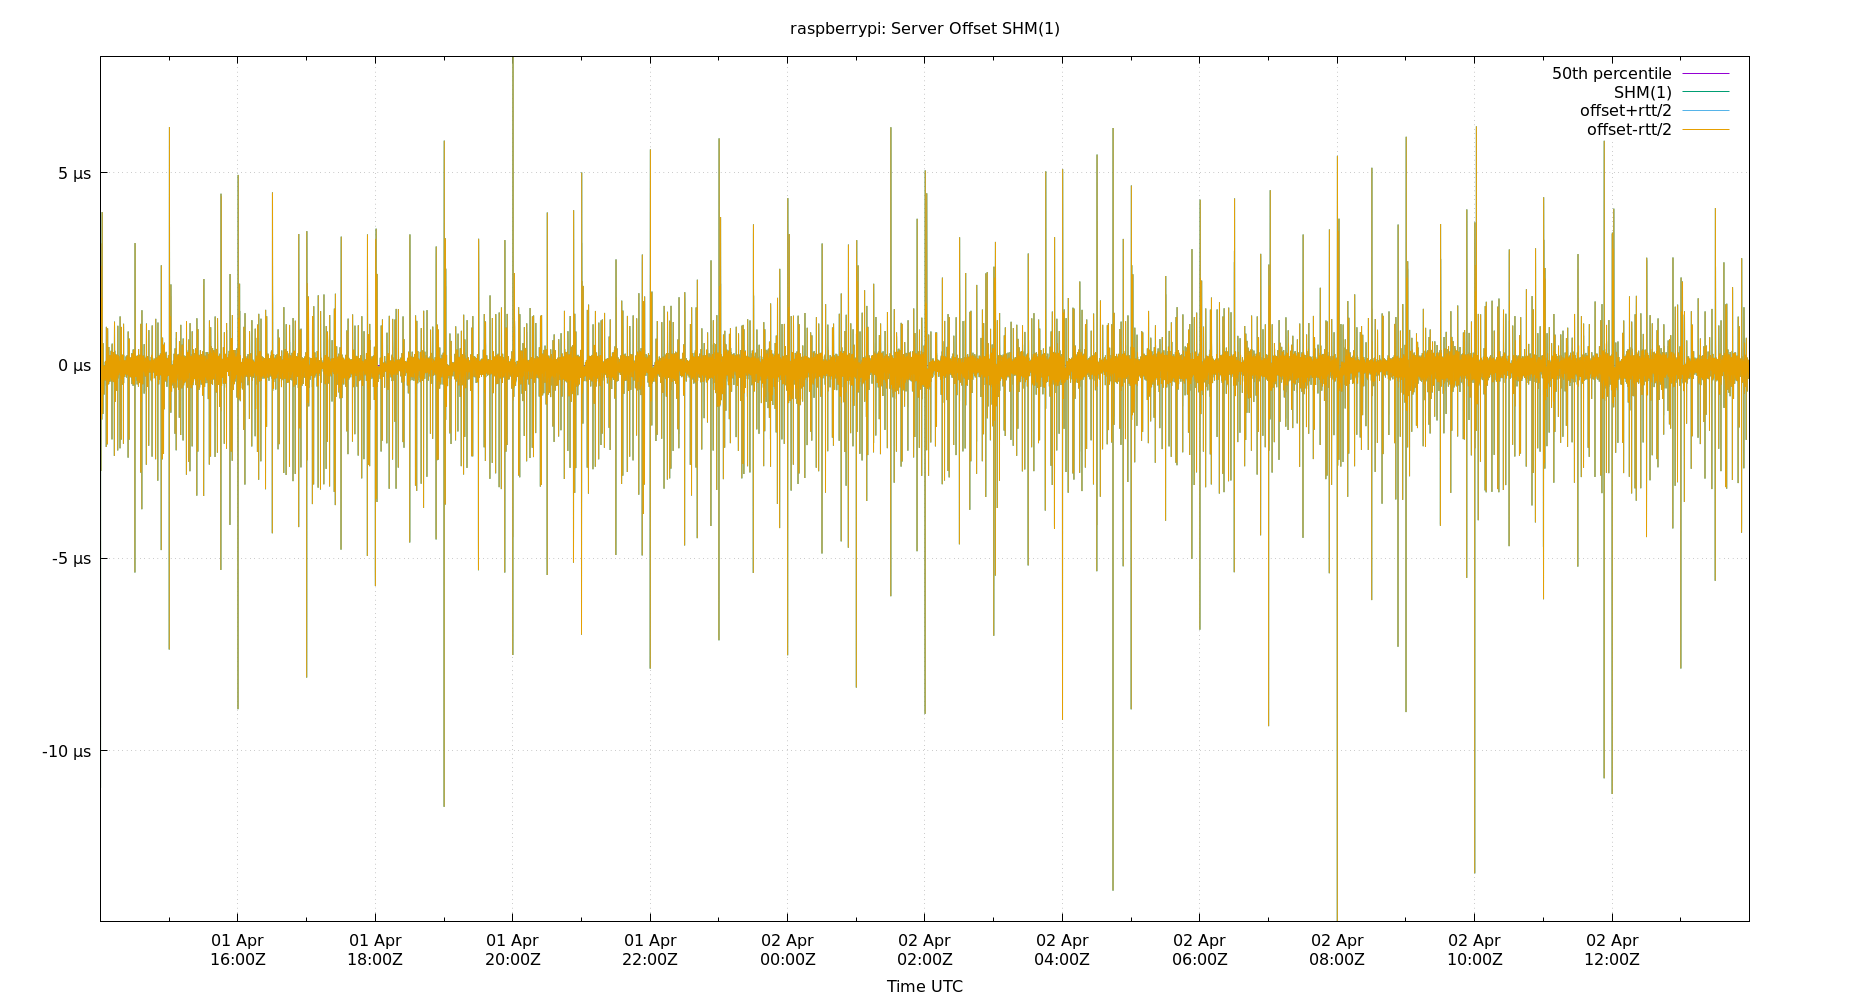 raspberrypi: Server Offset SHM(1)
50th percentile
SHM(1)
offset+rtt/2
offset-rtt/2
5 µs
0 µs
-5 µs
-10 µs
01 Apr 01 Apr 01 Apr 01 Apr 02 Apr 02 Apr 02 Apr 02 Apr 02 Apr 02 Apr 02 Apr
16:00Z 18:00Z 20:00Z 22:00Z 00:00Z 02:00Z 04:00Z 06:00Z 08:00Z 10:00Z 12:00Z
Time UTC